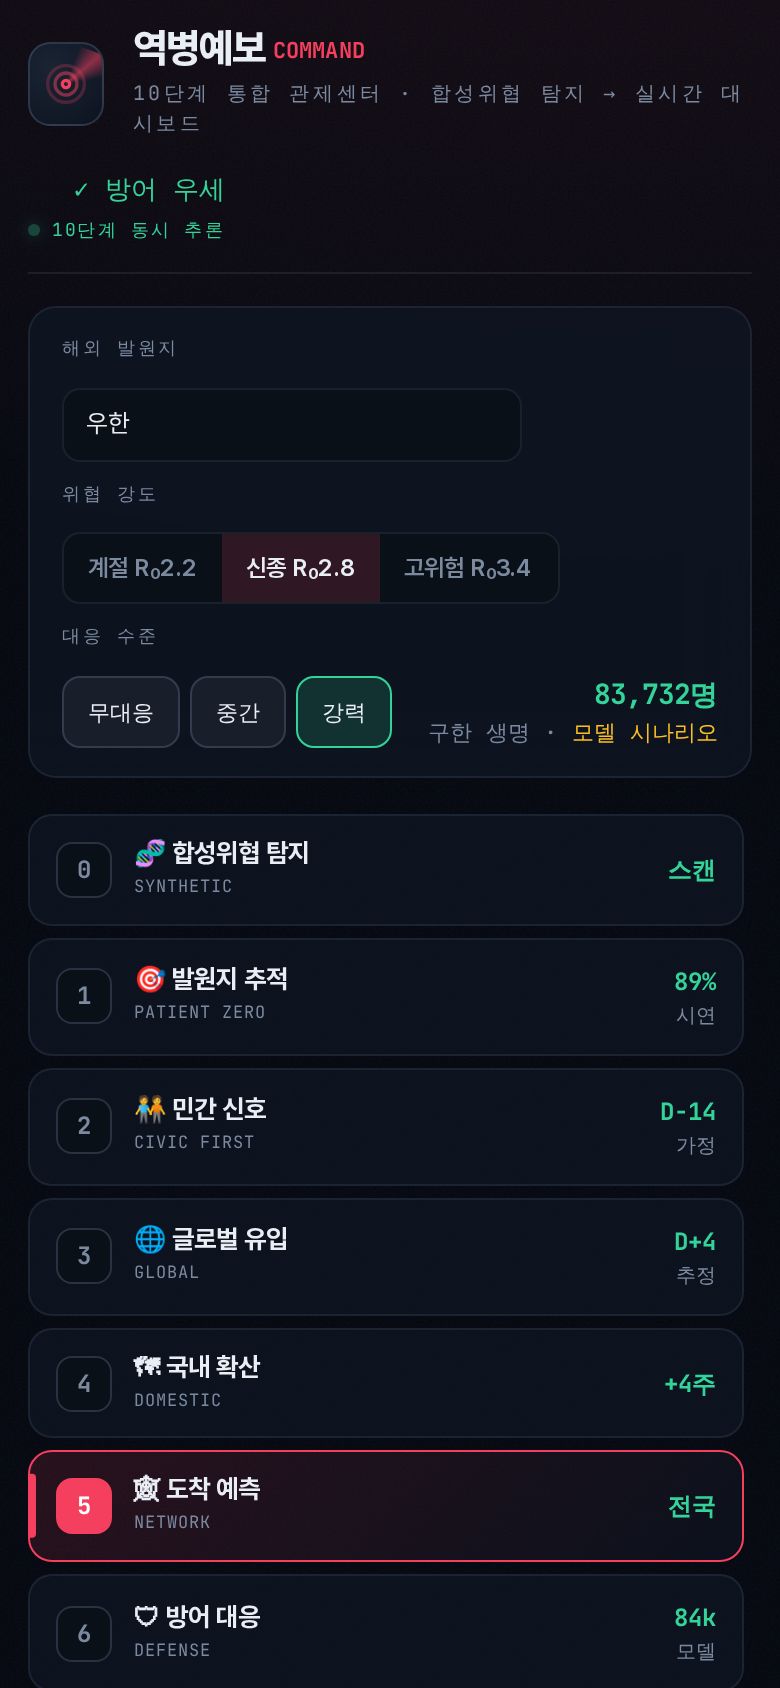 역병예보 COMMAND
10단계 통합 관제센터 · 합성위협 탐지 → 실시간 대
시보드
✓ 방어 우세
10단계 동시 추론
해외 발원지
우한
위협 강도
계절 R₀2.2
신종 R₀2.8
고위험 R₀3.4
대응 수준
무대응
중간
강력
83,732명
구한 생명 · 모델 시나리오
0
🧬 합성위협 탐지
SYNTHETIC
스캔
1
🎯 발원지 추적
PATIENT ZERO
89%
시연
2
🧑‍🤝‍🧑 민간 신호
CIVIC FIRST
D-14
가정
3
🌐 글로벌 유입
GLOBAL
D+4
추정
4
🗺 국내 확산
DOMESTIC
+4주
5
🕸 도착 예측
NETWORK
전국
6
🛡 방어 대응
DEFENSE
84k
모델